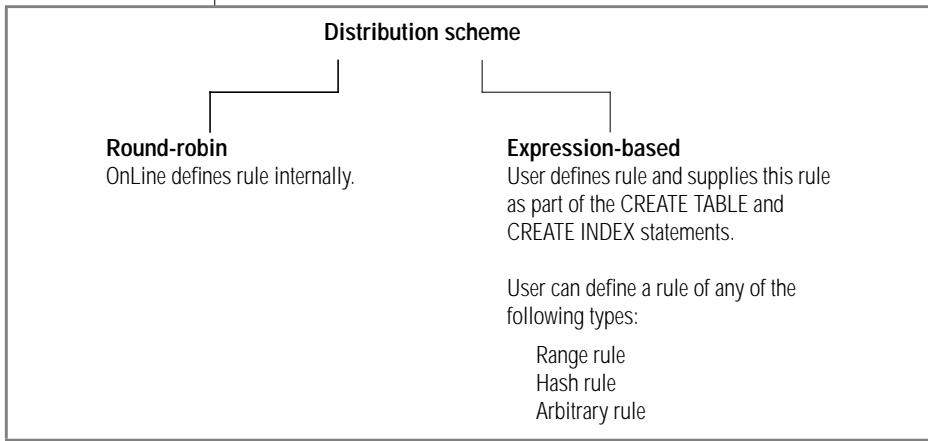 Distribution scheme
Round-robin
OnLine defines rule internally.
Expression-based
User defines rule and supplies this rule
as part of the CREATE TABLE and
CREATE INDEX statements.
User can define a rule of any of the
following types:
Range rule
Hash rule
Arbitrary rule